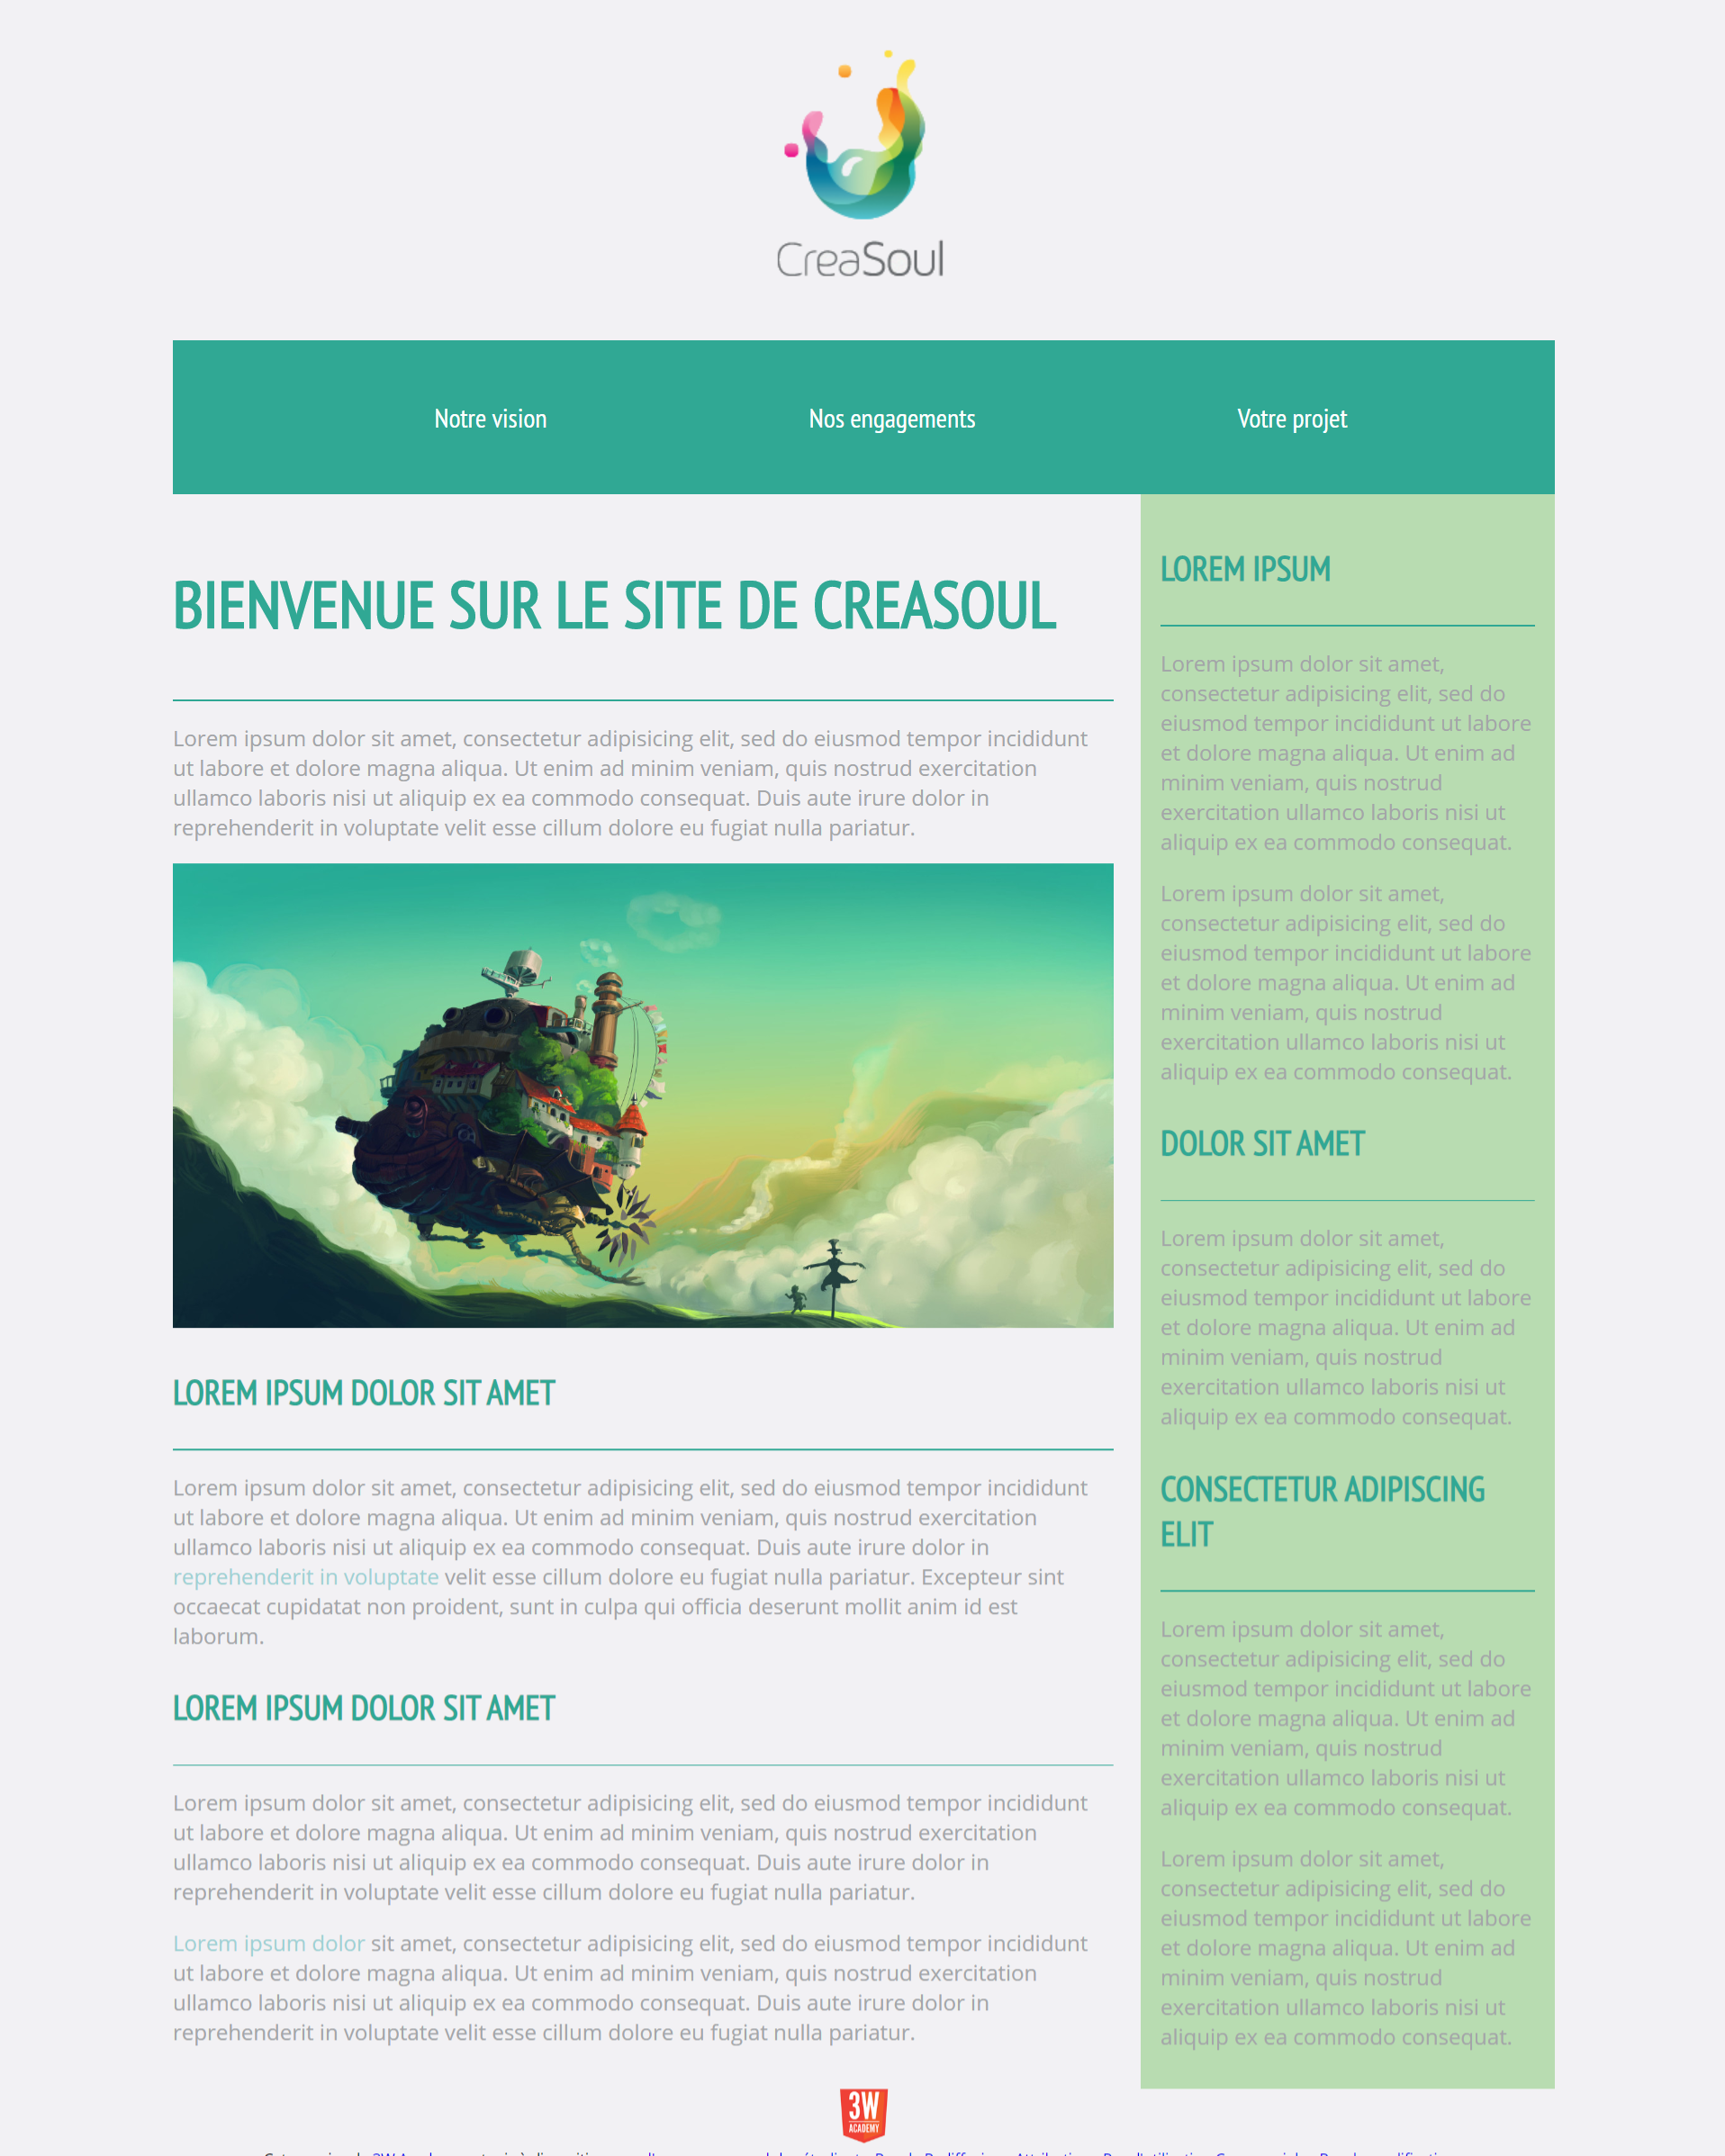 CreaSoul
Notre vision
Nos engagements
Votre projet
BIENVENUE SUR LE SITE DE CREASOUL
Lorem ipsum dolor sit amet, consectetur adipisicing elit, sed do eiusmod tempor incididunt
ut labore et dolore magna aliqua. Ut enim ad minim veniam, quis nostrud exercitation
ullamco laboris nisi ut aliquip ex ea commodo consequat. Duis aute irure dolor in
reprehenderit in voluptate velit esse cillum dolore eu fugiat nulla pariatur.
LOREM IPSUM DOLOR SIT AMET
Lorem ipsum dolor sit amet, consectetur adipisicing elit, sed do eiusmod tempor incididunt
ut labore et dolore magna aliqua. Ut enim ad minim veniam, quis nostrud exercitation
ullamco laboris nisi ut aliquip ex ea commodo consequat. Duis aute irure dolor in
reprehenderit in voluptate velit esse cillum dolore eu fugiat nulla pariatur. Excepteur sint
occaecat cupidatat non proident, sunt in culpa qui officia deserunt mollit anim id est
laborum.
LOREM IPSUM DOLOR SIT AMET
Lorem ipsum dolor sit amet, consectetur adipisicing elit, sed do eiusmod tempor incididunt
ut labore et dolore magna aliqua. Ut enim ad minim veniam, quis nostrud exercitation
ullamco laboris nisi ut aliquip ex ea commodo consequat. Duis aute irure dolor in
reprehenderit in voluptate velit esse cillum dolore eu fugiat nulla pariatur.
Lorem ipsum dolor sit amet, consectetur adipisicing elit, sed do eiusmod tempor incididunt
ut labore et dolore magna aliqua. Ut enim ad minim veniam, quis nostrud exercitation
ullamco laboris nisi ut aliquip ex ea commodo consequat. Duis aute irure dolor in
reprehenderit in voluptate velit esse cillum dolore eu fugiat nulla pariatur.
LOREM IPSUM
Lorem ipsum dolor sit amet,
consectetur adipisicing elit, sed do
eiusmod tempor incididunt ut labore
et dolore magna aliqua. Ut enim ad
minim veniam, quis nostrud
exercitation ullamco laboris nisi ut
aliquip ex ea commodo consequat.
Lorem ipsum dolor sit amet,
consectetur adipisicing elit, sed do
eiusmod tempor incididunt ut labore
et dolore magna aliqua. Ut enim ad
minim veniam, quis nostrud
exercitation ullamco laboris nisi ut
aliquip ex ea commodo consequat.
DOLOR SIT AMET
Lorem ipsum dolor sit amet,
consectetur adipisicing elit, sed do
eiusmod tempor incididunt ut labore
et dolore magna aliqua. Ut enim ad
minim veniam, quis nostrud
exercitation ullamco laboris nisi ut
aliquip ex ea commodo consequat.
CONSECTETUR ADIPISCING
ELIT
Lorem ipsum dolor sit amet,
consectetur adipisicing elit, sed do
eiusmod tempor incididunt ut labore
et dolore magna aliqua. Ut enim ad
minim veniam, quis nostrud
exercitation ullamco laboris nisi ut
aliquip ex ea commodo consequat.
Lorem ipsum dolor sit amet,
consectetur adipisicing elit, sed do
eiusmod tempor incididunt ut labore
et dolore magna aliqua. Ut enim ad
minim veniam, quis nostrud
exercitation ullamco laboris nisi ut
aliquip ex ea commodo consequat.
3W
ACADEMY